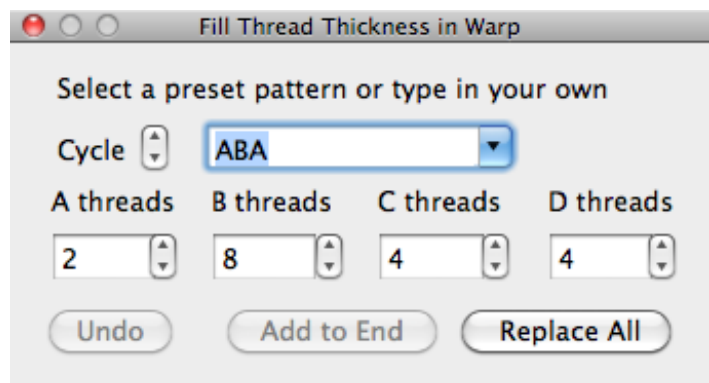 Fill Thread Thickness in Warp
Select a preset pattern or type in your own
Cycle ABA
A threads B threads C threads D threads
2 8 4 4
Undo Add to End Replace All